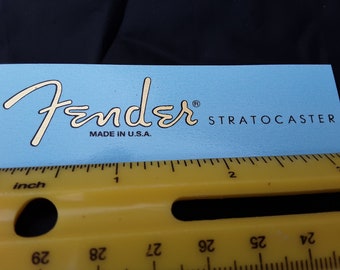 Fender® STRATOCASTER
MADE IN U.S.A.
inch 1 2
29 28 27 26 25 24